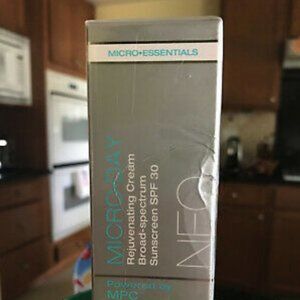 MICRO•ESSENTIALS
MICRO-DAY
Rejuvenating Cream
Broad-spectrum
Sunscreen SPF 30
NEO
Powered by
MPC